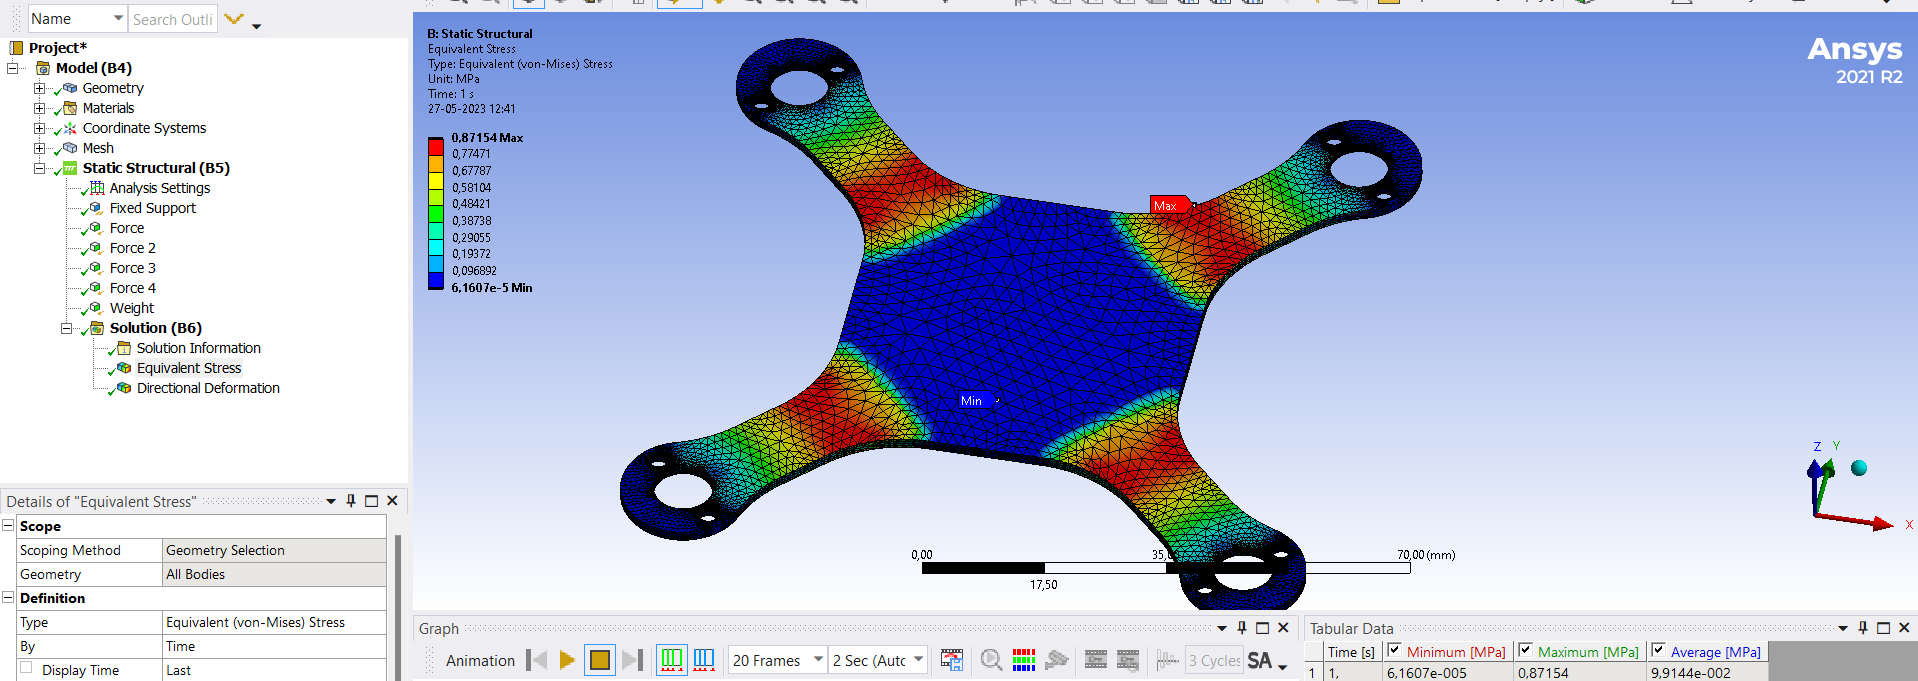 Name Search Outli
Project*
Model (B4)
Geometry
Materials
Coordinate Systems
Mesh
Static Structural (B5)
Analysis Settings
Fixed Support
Force
Force 2
Force 3
Force 4
Weight
Solution (B6)
Solution Information
Equivalent Stress
Directional Deformation
Details of "Equivalent Stress"
Scope
Scoping Method Geometry Selection
Geometry All Bodies
Definition
Type Equivalent (von-Mises) Stress
By Time
Display Time Last
B: Static Structural
Equivalent Stress
Type: Equivalent (von-Mises) Stress
Unit: MPa
Time: 1 s
27-05-2023 12:41
0,87154 Max
0,77471
0,67787
0,58104
0,48421
0,38738
0,29055
0,19372
0,096892
6,1607e-5 Min
Max
Min
Ansys
2021 R2
Z Y
X
0,00 35,0 70,00 (mm)
17,50
Graph
Animation 20 Frames 2 Sec (Autc 3 Cycles SA
Tabular Data
Time [s] Minimum [MPa] Maximum [MPa] Average [MPa]
1 1, 6,1607e-005 0,87154 9,9144e-002